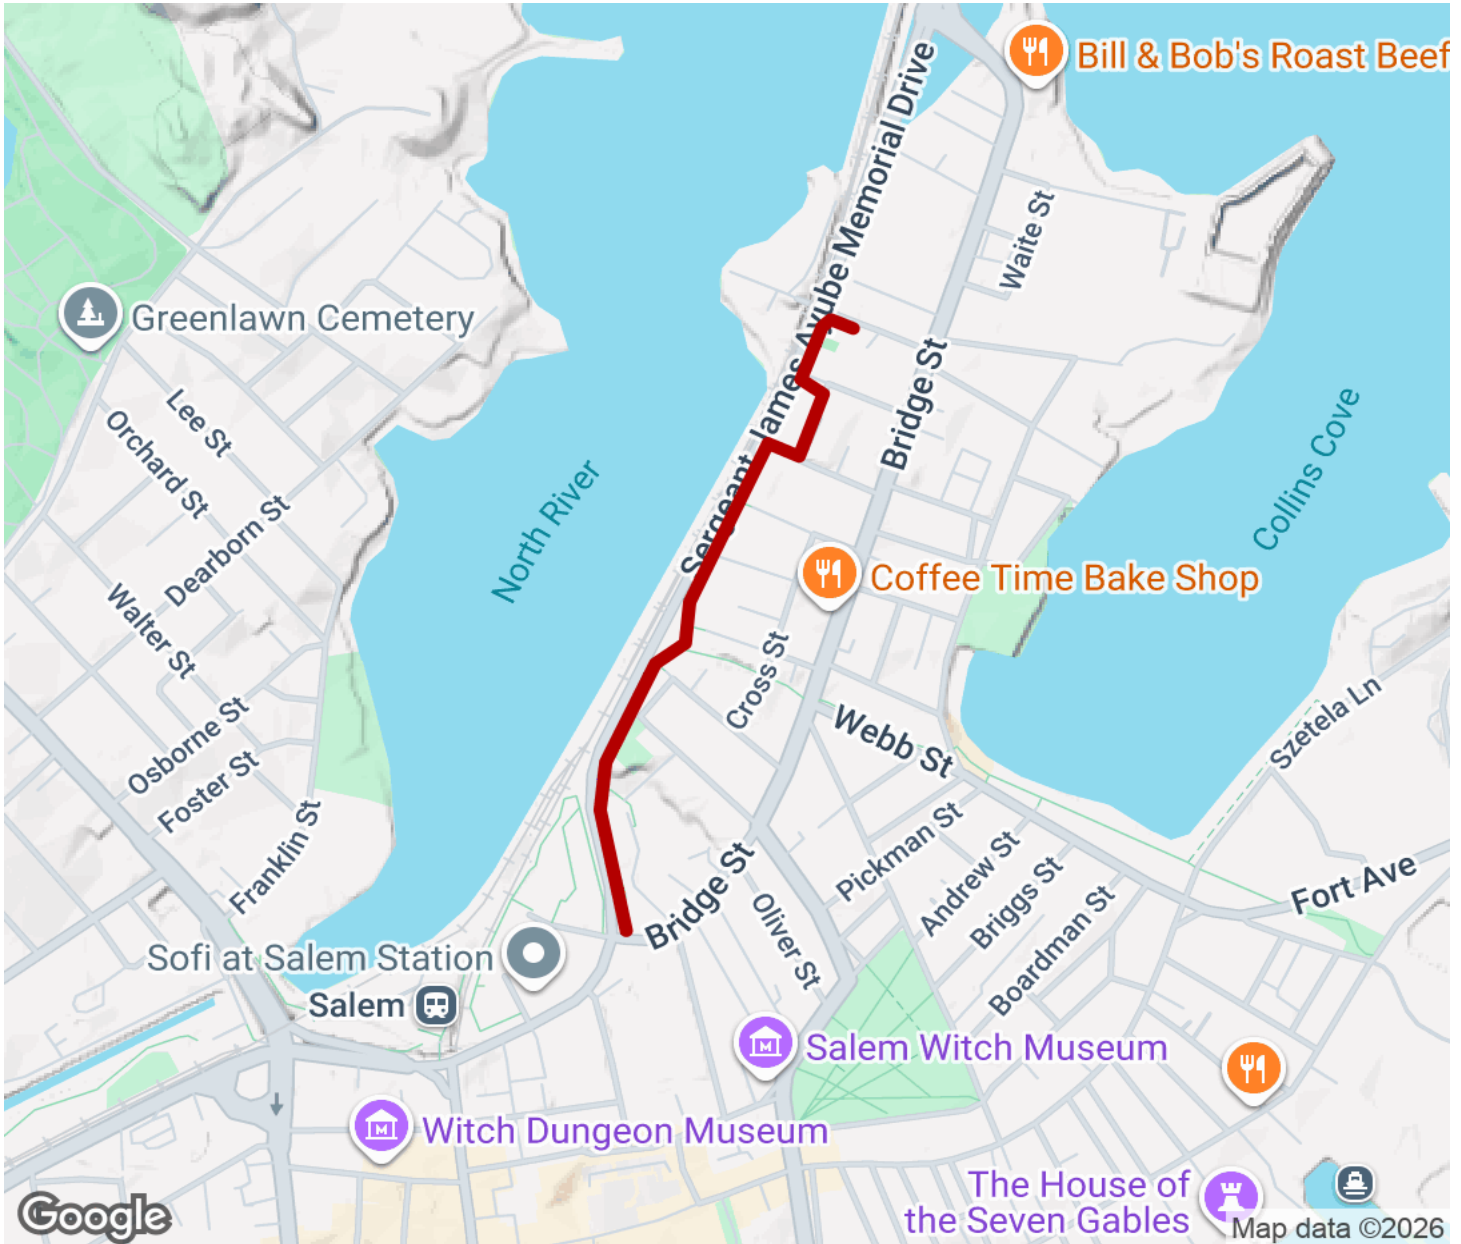 Bill & Bob's Roast Beef
Sergeant James Ayube Memorial Drive
Waite St
Greenlawn Cemetery
Bridge St
Lee St
Orchard St
Collins Cove
North River
Dearborn St
Coffee Time Bake Shop
Walter St
Cross St
Szetela Ln
Osborne St
Webb St
Foster St
Franklin St
Pickman St
Andrew St
Briggs St
Boardman St
Fort Ave
Bridge St
Oliver St
Sofi at Salem Station
Salem
Salem Witch Museum
Witch Dungeon Museum
The House of
the Seven Gables
Google
Map data ©2026